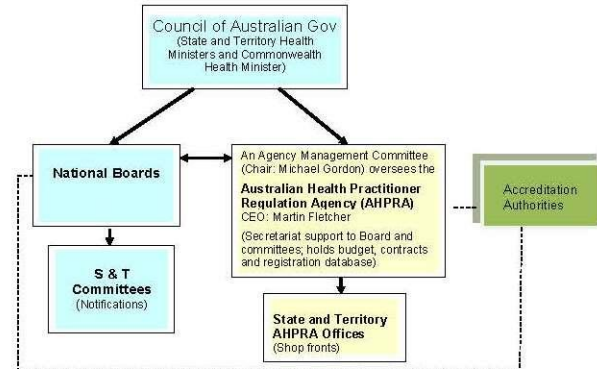 Council of Australian Gov
(State and Territory Health
Ministers and Commonwealth
Health Minister)
National Boards
An Agency Management Committee
(Chair: Michael Gordon) oversees the
Australian Health Practitioner
Regulation Agency (AHPRA)
CEO: Martin Fletcher
(Secretariat support to Board and
committees; holds budget, contracts
and registration database)
Accreditation
Authorities
S & T
Committees
(Notifications)
State and Territory
AHPRA Offices
(Shop fronts)